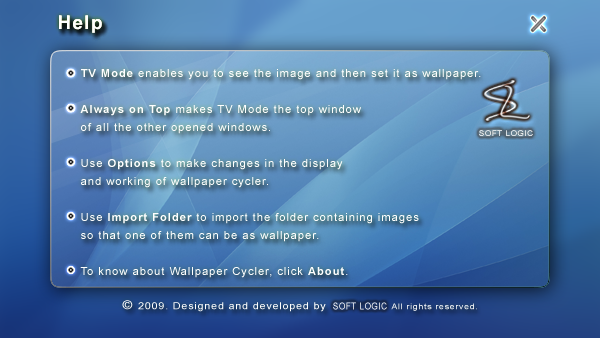 Help
TV Mode enables you to see the image and then set it as wallpaper.
Always on Top makes TV Mode the top window
of all the other opened windows.
SOFT LOGIC
Use Options to make changes in the display
and working of wallpaper cycler.
Use Import Folder to import the folder containing images
so that one of them can be as wallpaper.
To know about Wallpaper Cycler, click About.
© 2009. Designed and developed by SOFT LOGIC All rights reserved.